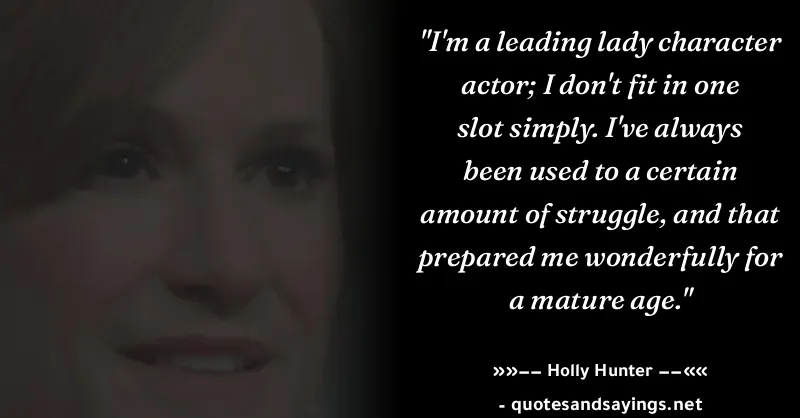 "I'm a leading lady character
actor; I don't fit in one
slot simply. I've always
been used to a certain
amount of struggle, and that
prepared me wonderfully for
a mature age."
»»−− Holly Hunter −−««
- quotesandsayings.net